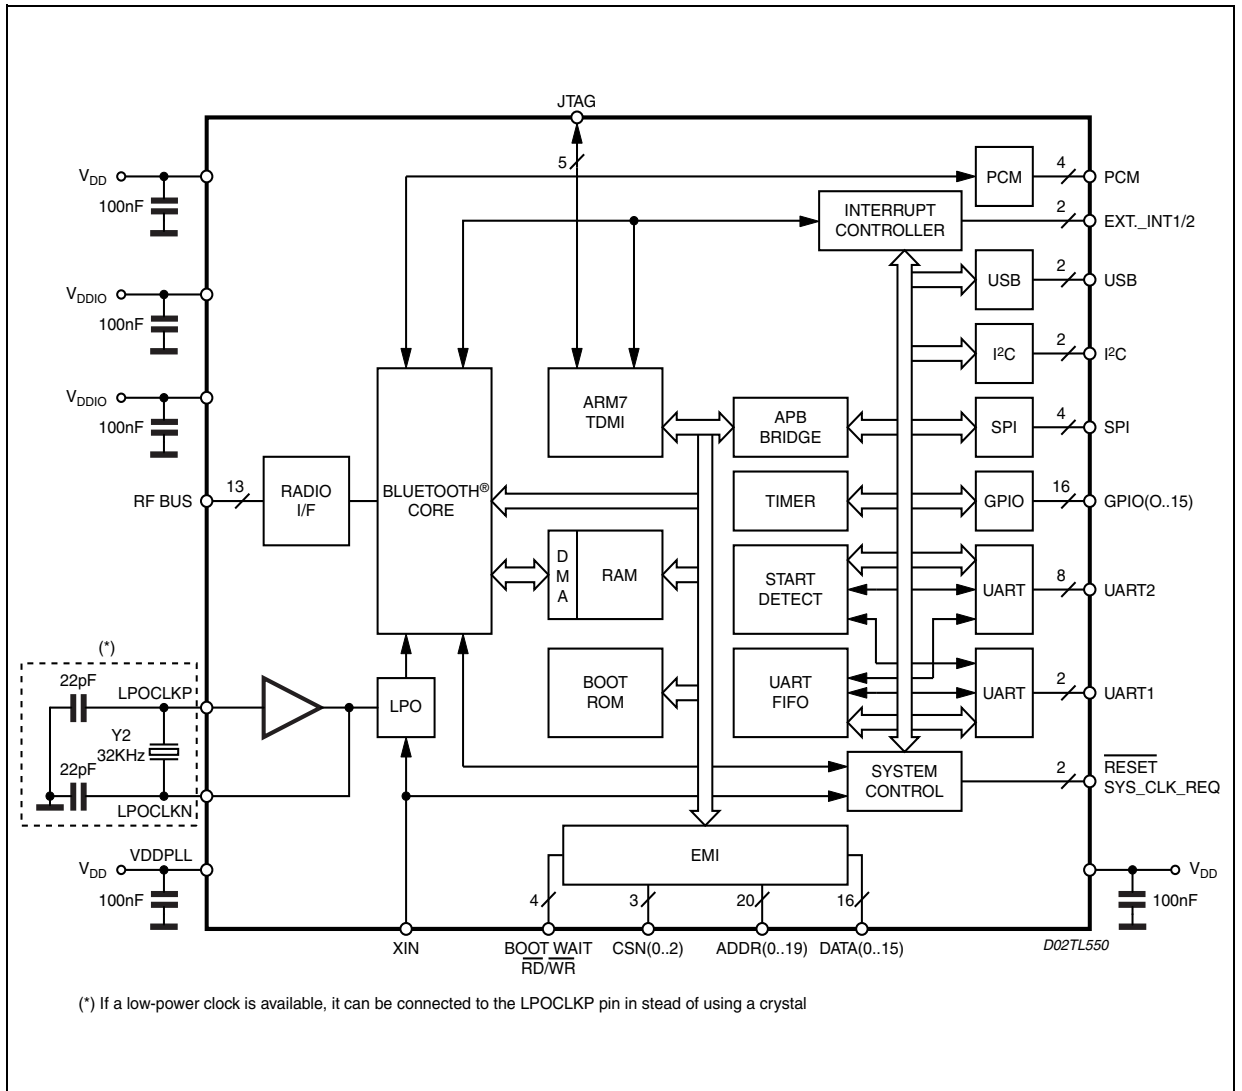 JTAG
5
VDD
100nF
PCM
4
PCM
INTERRUPT
CONTROLLER
2
EXT._INT1/2
VDDIO
100nF
USB
2
USB
I²C
2
I²C
VDDIO
100nF
ARM7
TDMI
APB
BRIDGE
SPI
4
SPI
RF BUS
13
RADIO
I/F
BLUETOOTH®
CORE
TIMER
GPIO
16
GPIO(O..15)
D
M
A
RAM
START
DETECT
UART
8
UART2
(*)
22pF
LPOCLKP
Y2
32KHz
22pF
LPOCLKN
LPO
BOOT
ROM
UART
FIFO
UART
2
UART1
SYSTEM
CONTROL
2
RESET
SYS_CLK_REQ
VDDPLL
VDD
100nF
EMI
4
3
20
16
VDD
100nF
XIN
BOOT WAIT
RD/WR
CSN(0..2)
ADDR(0..19)
DATA(0..15)
D02TL550
(*) If a low-power clock is available, it can be connected to the LPOCLKP pin in stead of using a crystal